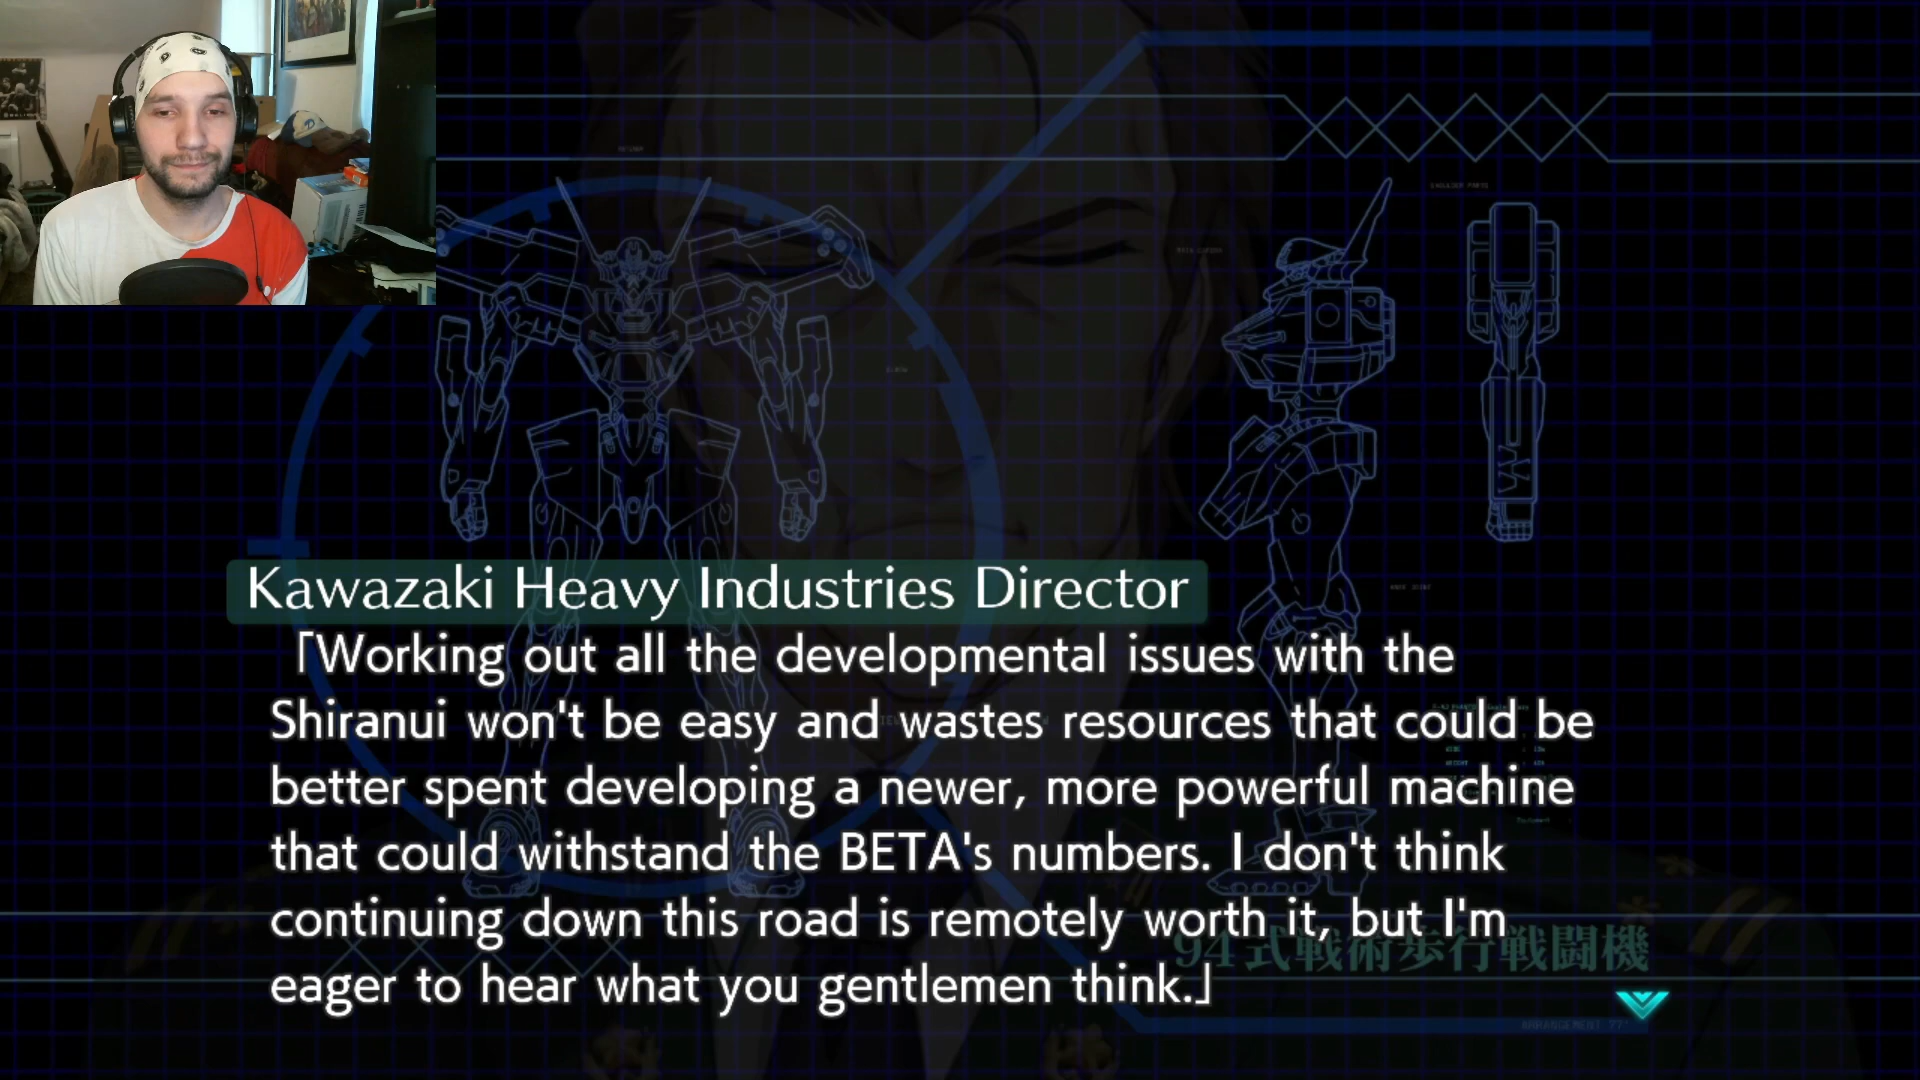 Kawazaki Heavy Industries Director
「Working out all the developmental issues with the
Shiranui won't be easy and wastes resources that could be
better spent developing a newer, more powerful machine
that could withstand the BETA's numbers. I don't think
continuing down this road is remotely worth it, but I'm
eager to hear what you gentlemen think.」
94式戦術歩行戦闘機